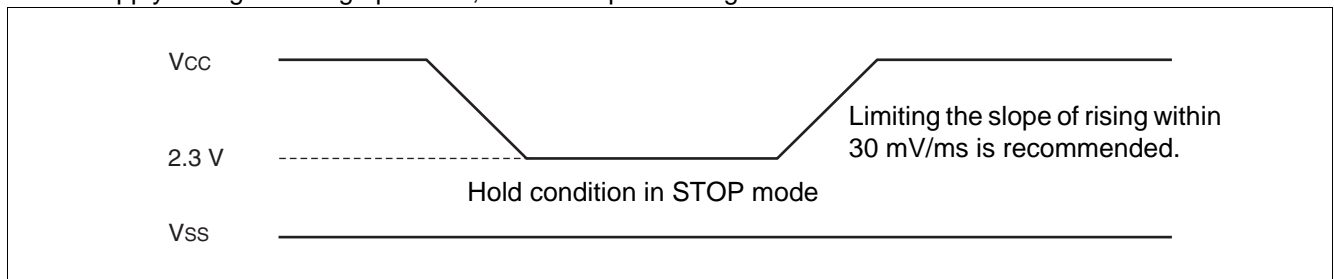 Vcc
Limiting the slope of rising within
30 mV/ms is recommended.
2.3 V
Hold condition in STOP mode
Vss